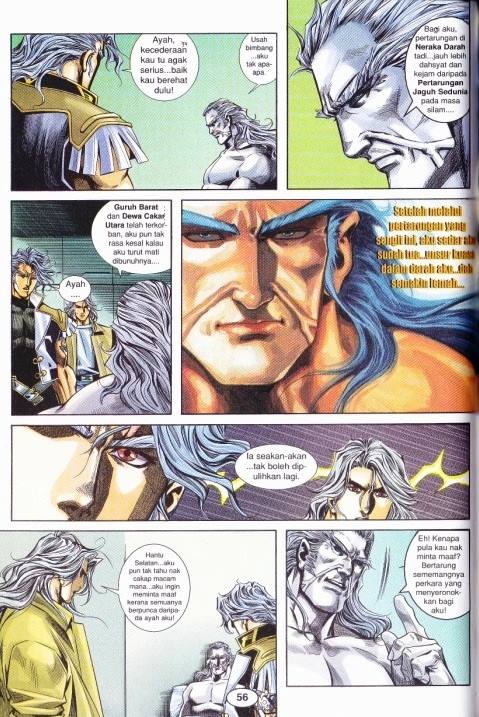 Ayah,
kecederaan
kau tu agak
serius...baik
kau berehat
dulu!
Usah
bimbang
...aku
tak apa-
apa.
Bagi aku,
pertarungan di
Neraka Darah
tadi...jauh lebih
dahsyat dan
kejam daripada
Pertarungan
Jaguh Sedunia
pada masa
silam....
Guruh Barat
dan Dewa Cakar
Utara telah terkor-
ban, aku pun tak
rasa kesal kalau
aku turut mati
dibunuhnya....
Ayah
....
Setelah melalui
pertarungan yang
sengit ini, aku sedar aku
sudah tua...unsur kuasa
dalam darah aku...dah
semakin lemah...
Ia seakan-akan
...tak boleh dip-
ulihkan lagi.
Hantu
Selatan...aku
pun tak tahu nak
cakap macam
mana...aku ingin
meminta maaf
kerana semuanya
berpunca daripa-
da ayah aku!
Eh! Kenapa
pula kau nak
minta maaf?
Bertarung
sememangnya
perkara yang
menyeronok-
kan bagi
aku!
56